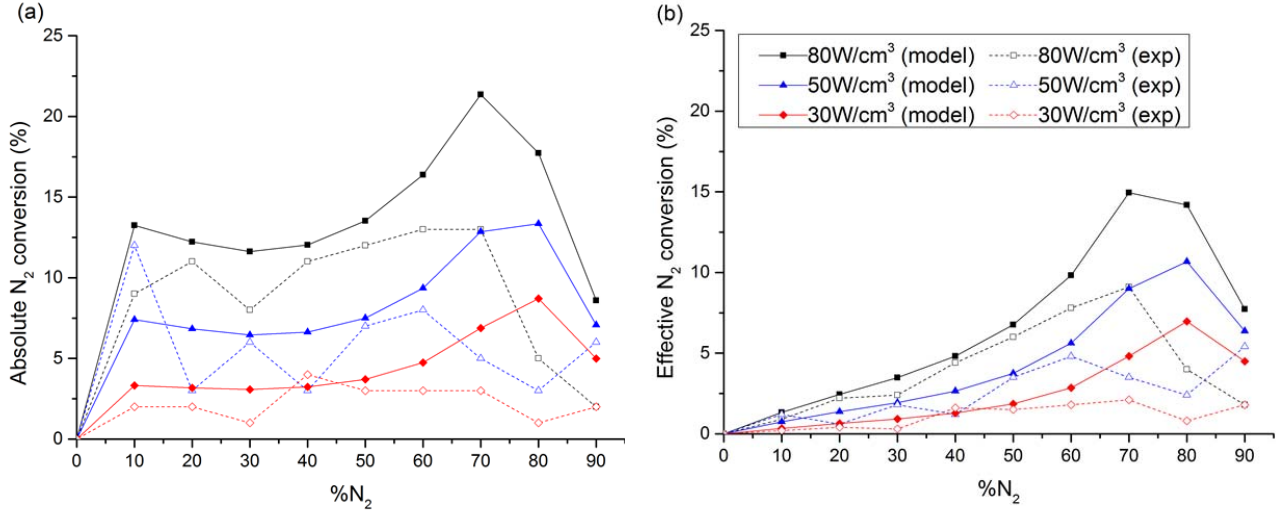 (a)
25
20
15
10
5
0
Absolute N₂ conversion (%)
0 10 20 30 40 50 60 70 80 90
%N₂
(b)
25
20
15
10
5
0
Effective N₂ conversion (%)
80W/cm³ (model) 80W/cm³ (exp)
50W/cm³ (model) 50W/cm³ (exp)
30W/cm³ (model) 30W/cm³ (exp)
0 10 20 30 40 50 60 70 80 90
%N₂